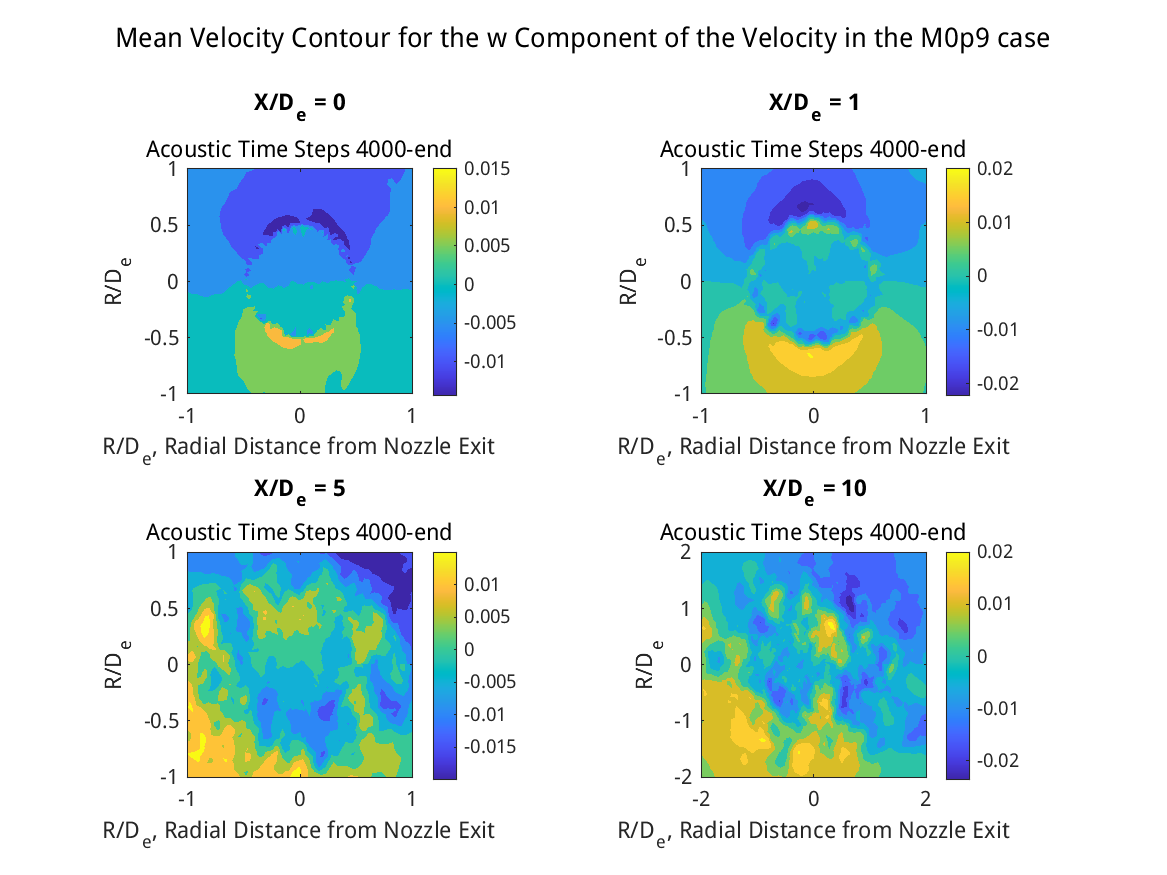 Mean Velocity Contour for the w Component of the Velocity in the M0p9 case
X/De = 0
Acoustic Time Steps 4000-end
1
0.5
0
-0.5
-1
R/De
-1 0 1
R/De, Radial Distance from Nozzle Exit
0.015
0.01
0.005
0
-0.005
-0.01
X/De = 1
Acoustic Time Steps 4000-end
1
0.5
0
-0.5
-1
R/De
-1 0 1
R/De, Radial Distance from Nozzle Exit
0.02
0.01
0
-0.01
-0.02
X/De = 5
Acoustic Time Steps 4000-end
1
0.5
0
-0.5
-1
R/De
-1 0 1
R/De, Radial Distance from Nozzle Exit
0.01
0.005
0
-0.005
-0.01
-0.015
X/De = 10
Acoustic Time Steps 4000-end
2
1
0
-1
-2
R/De
-2 0 2
R/De, Radial Distance from Nozzle Exit
0.02
0.01
0
-0.01
-0.02